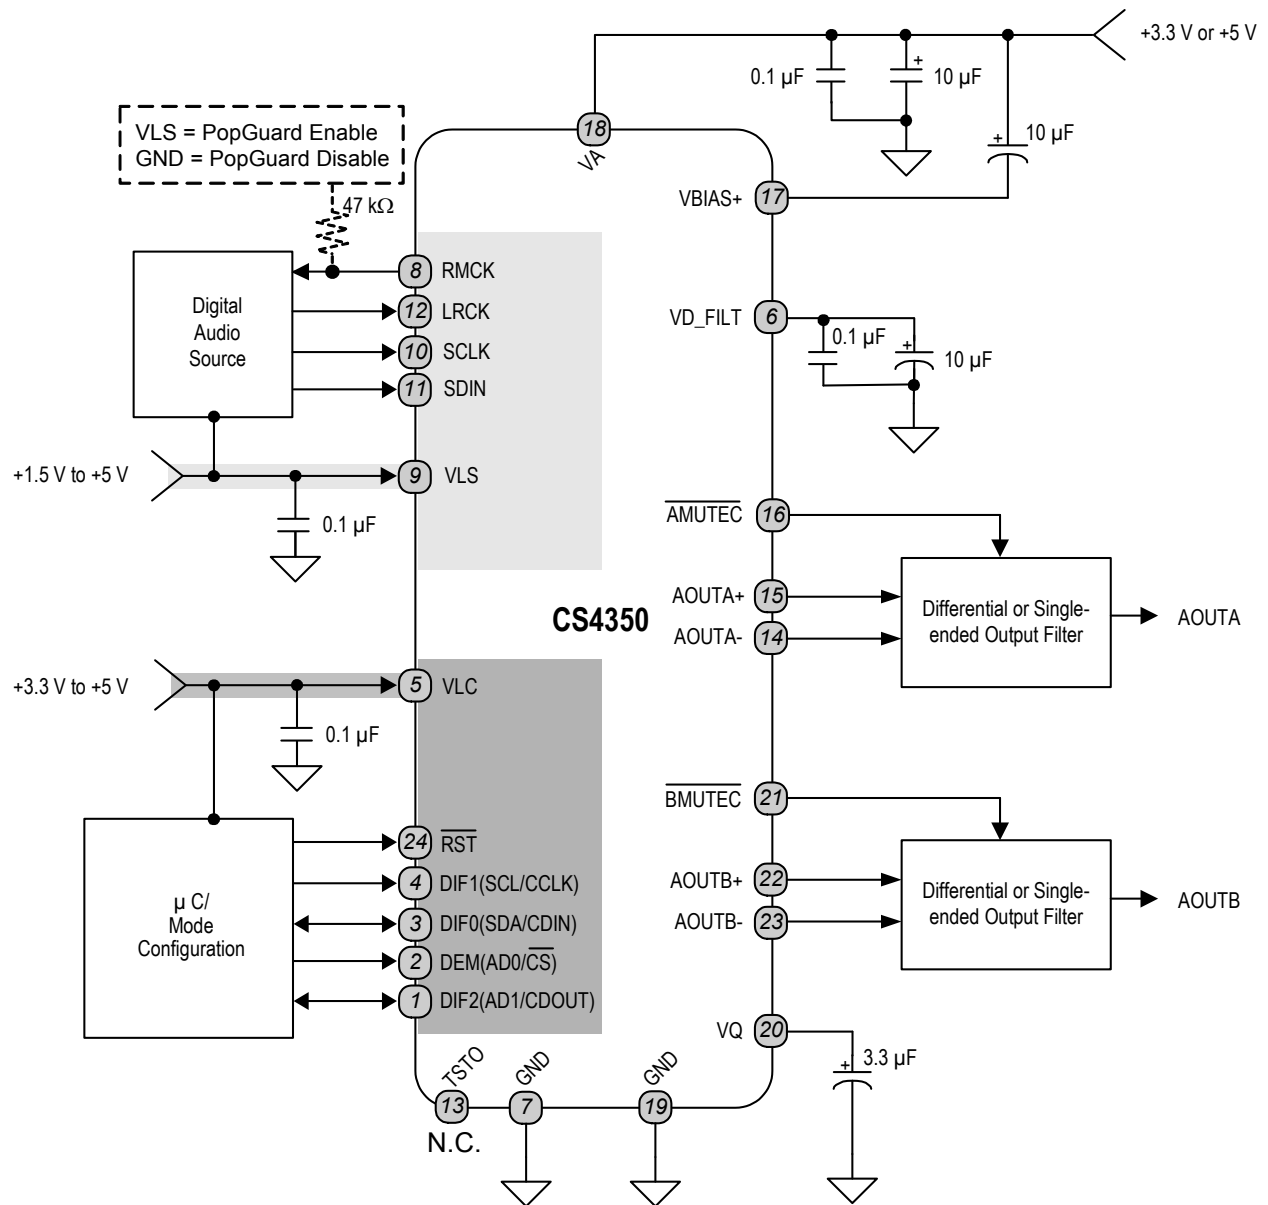 +3.3 V or +5 V
0.1 µF
10 µF
10 µF
VLS = PopGuard Enable
GND = PopGuard Disable
47 kΩ
18
VA
VBIAS+
17
Digital
Audio
Source
8
RMCK
12
LRCK
10
SCLK
11
SDIN
VD_FILT
6
0.1 µF
10 µF
+1.5 V to +5 V
9
VLS
0.1 µF
AMUTEC
16
AOUTA+
15
AOUTA-
14
Differential or Single-
ended Output Filter
AOUTA
CS4350
+3.3 V to +5 V
5
VLC
0.1 µF
BMUTEC
21
AOUTB+
22
AOUTB-
23
Differential or Single-
ended Output Filter
AOUTB
µ C/
Mode
Configuration
24
RST
4
DIF1(SCL/CCLK)
3
DIF0(SDA/CDIN)
2
DEM(AD0/CS)
1
DIF2(AD1/CDOUT)
VQ
20
3.3 µF
TSTO
13
N.C.
GND
7
GND
19